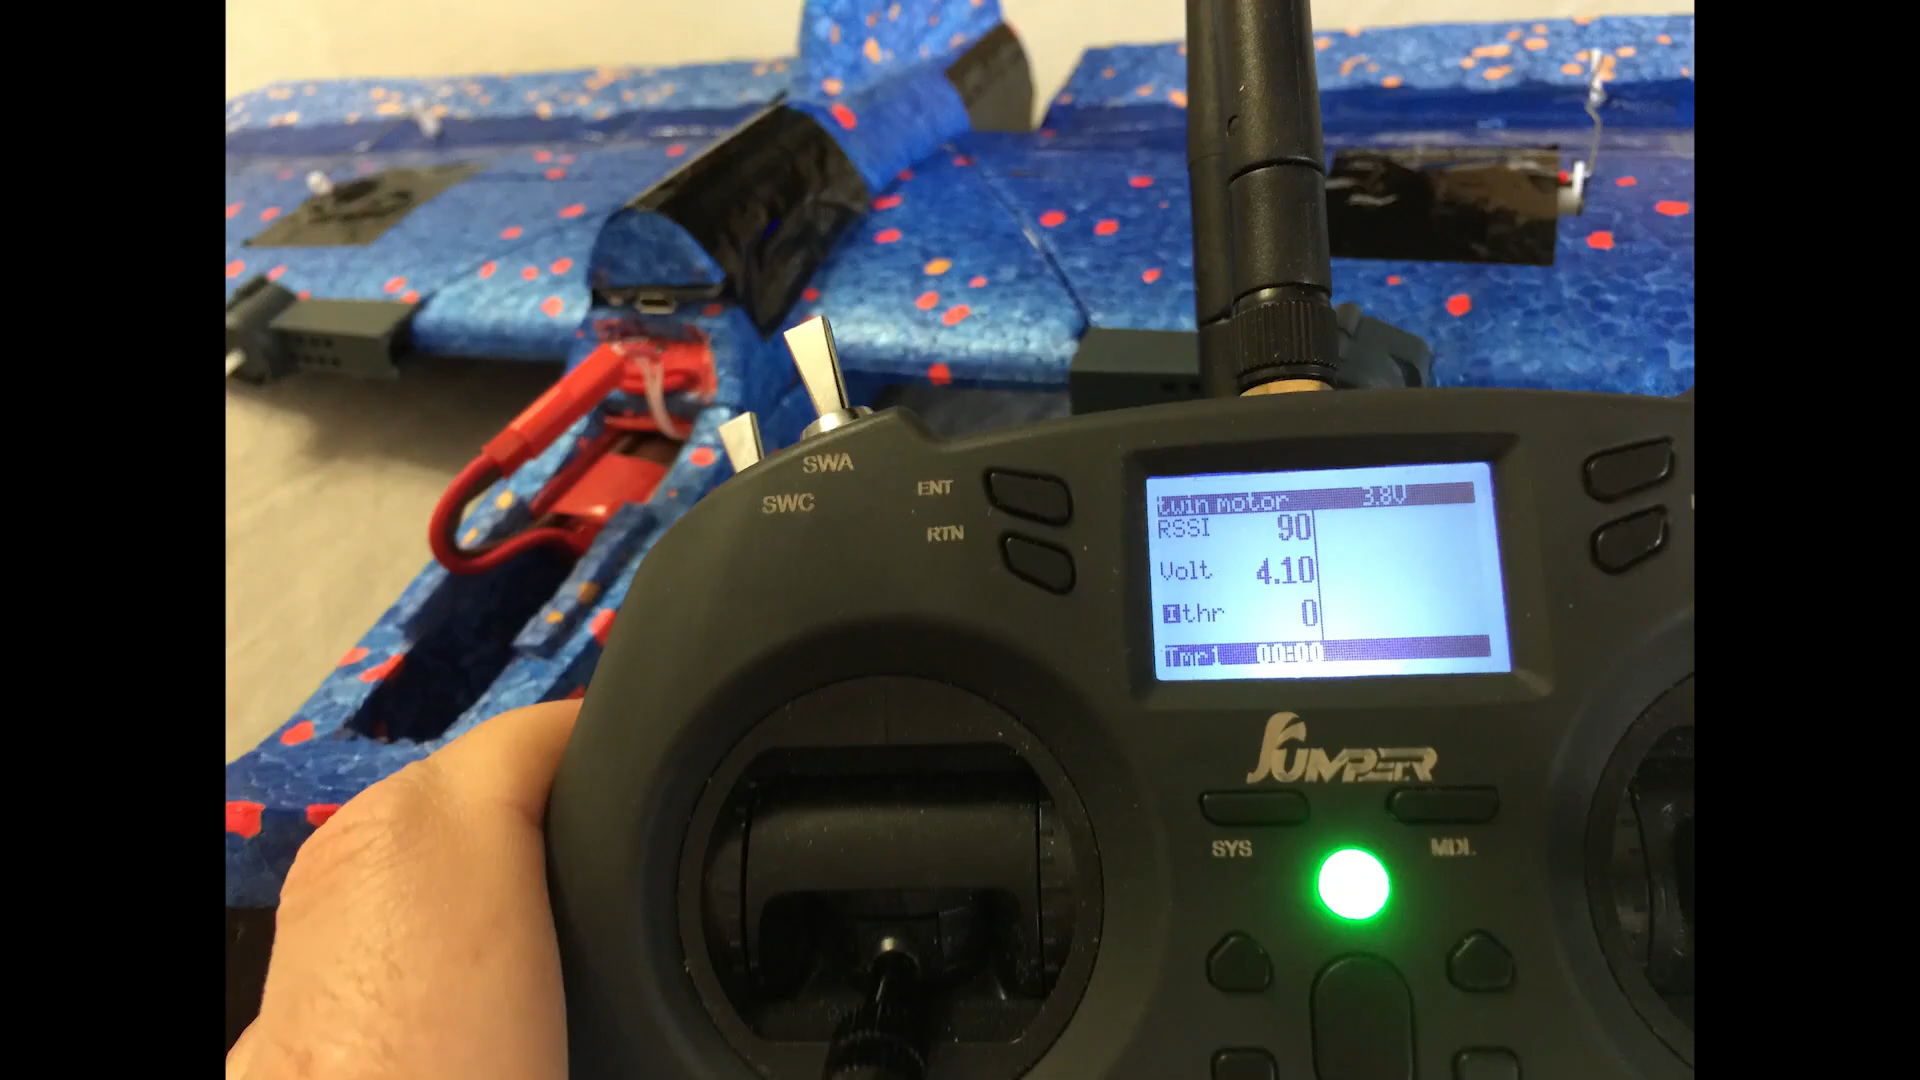 SWA
SWC
ENT
RTN
twin motor 3.8V
RSSI 90
Volt 4.10
I thr 0
Tmr1 00:00
JUMPER
SYS
MDL